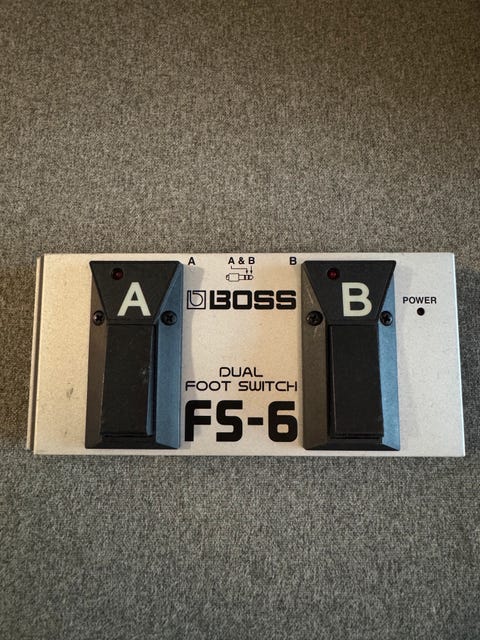 A A & B B
A BOSS B
POWER
DUAL
FOOT SWITCH
FS-6